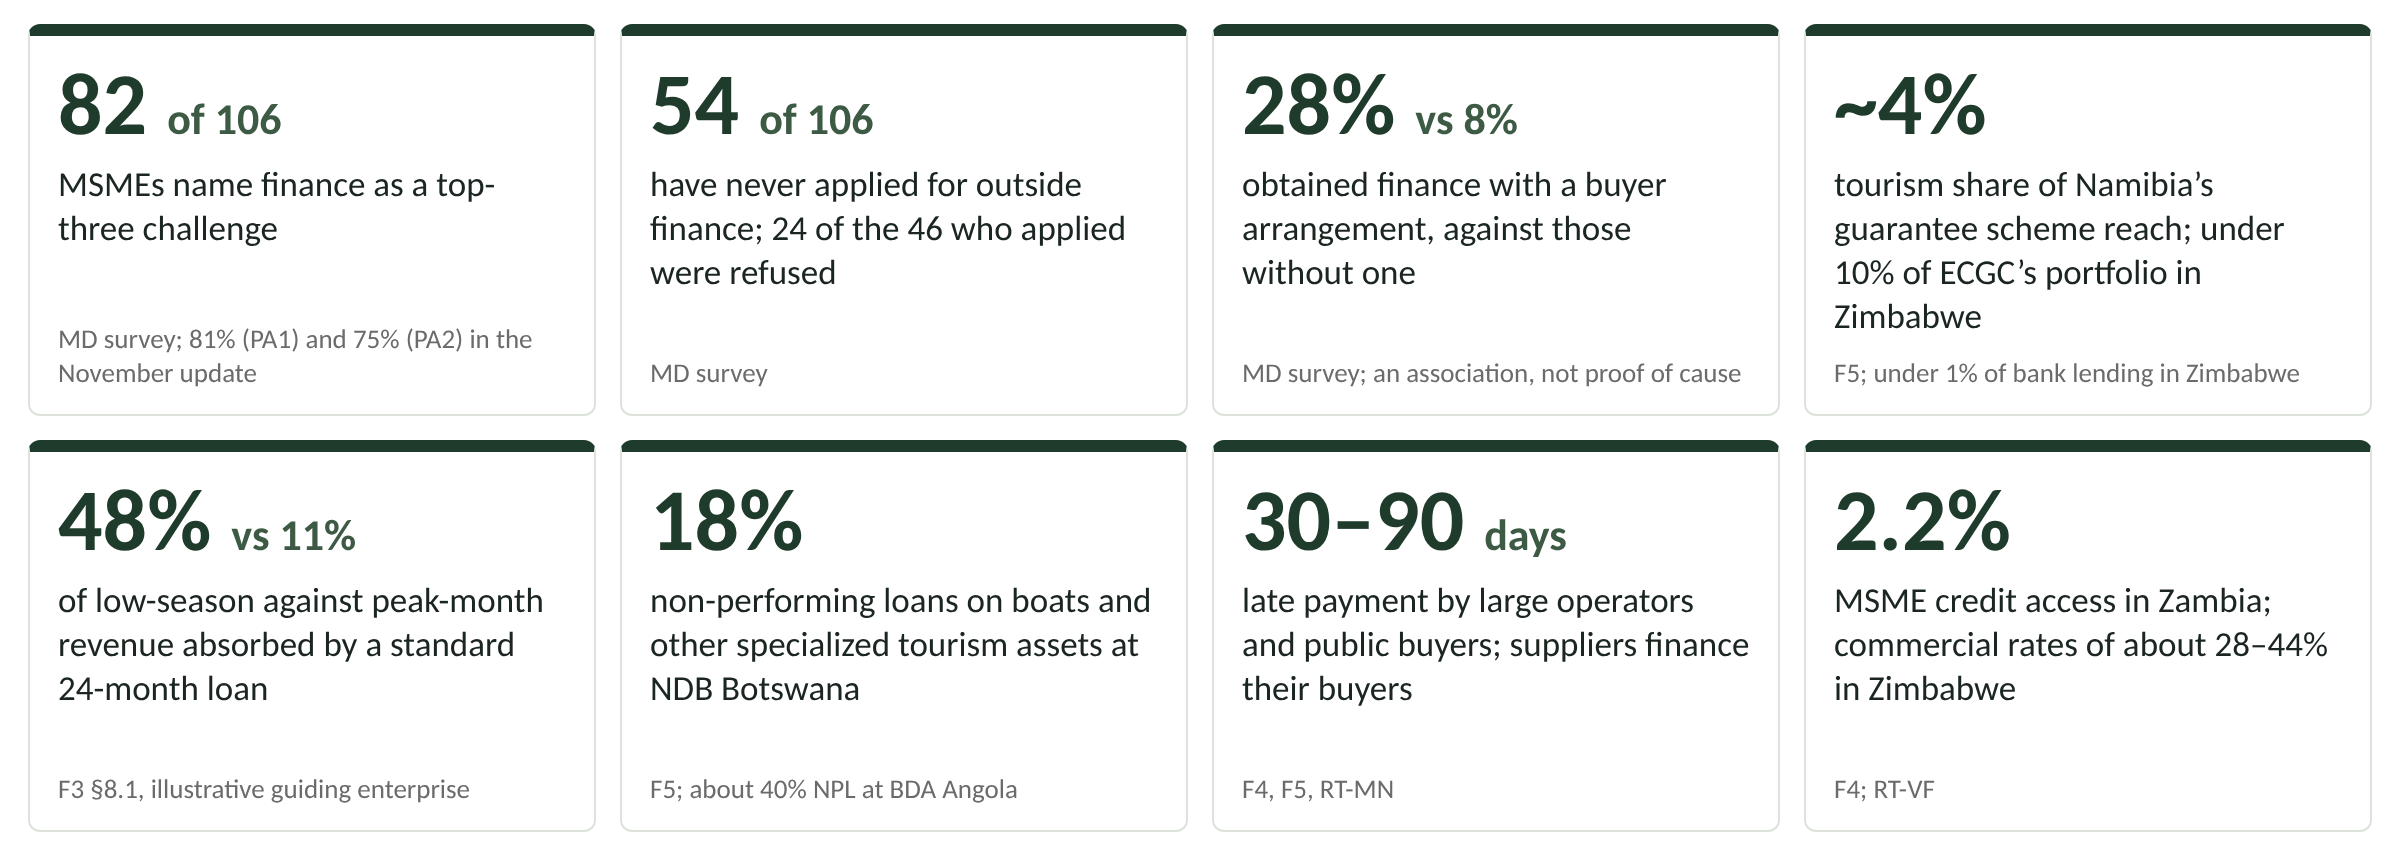 82 of 106
MSMEs name finance as a top-
three challenge
MD survey; 81% (PA1) and 75% (PA2) in the
November update
54 of 106
have never applied for outside
finance; 24 of the 46 who applied
were refused
MD survey
28% vs 8%
obtained finance with a buyer
arrangement, against those
without one
MD survey; an association, not proof of cause
~4%
tourism share of Namibia’s
guarantee scheme reach; under
10% of ECGC’s portfolio in
Zimbabwe
F5; under 1% of bank lending in Zimbabwe
48% vs 11%
of low-season against peak-month
revenue absorbed by a standard
24-month loan
F3 §8.1, illustrative guiding enterprise
18%
non-performing loans on boats and
other specialized tourism assets at
NDB Botswana
F5; about 40% NPL at BDA Angola
30–90 days
late payment by large operators
and public buyers; suppliers finance
their buyers
F4, F5, RT-MN
2.2%
MSME credit access in Zambia;
commercial rates of about 28–44%
in Zimbabwe
F4; RT-VF